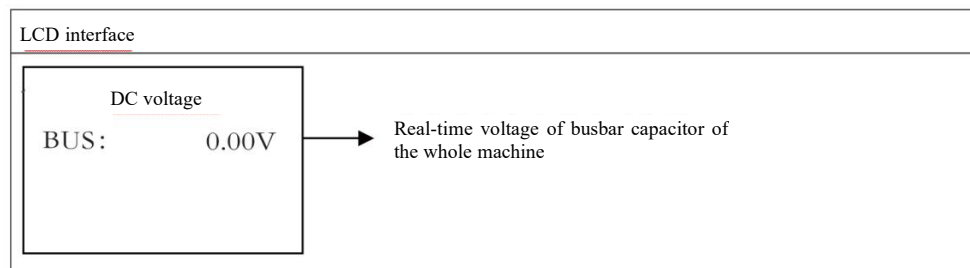 LCD interface
DC voltage
BUS: 0.00V
Real-time voltage of busbar capacitor of
the whole machine